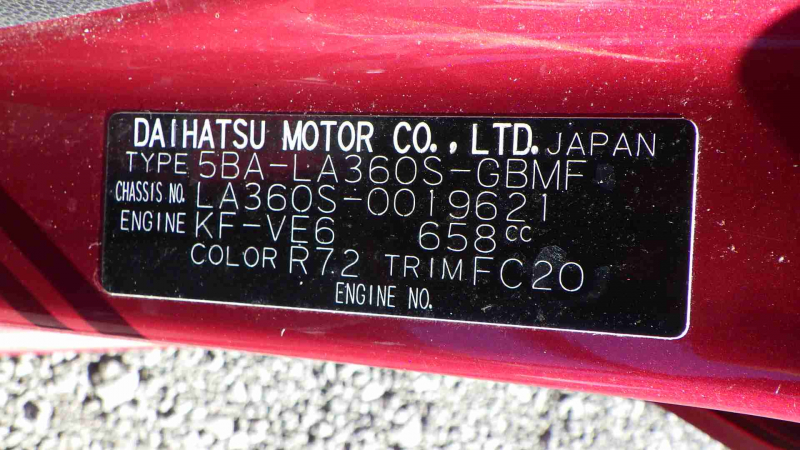 DAIHATSU MOTOR CO., LTD. JAPAN
TYPE 5BA-LA360S-GBMF
CHASSIS NO. LA360S-0019621
ENGINE KF-VE6 658cc
COLOR R72 TRIM FC20
ENGINE NO.